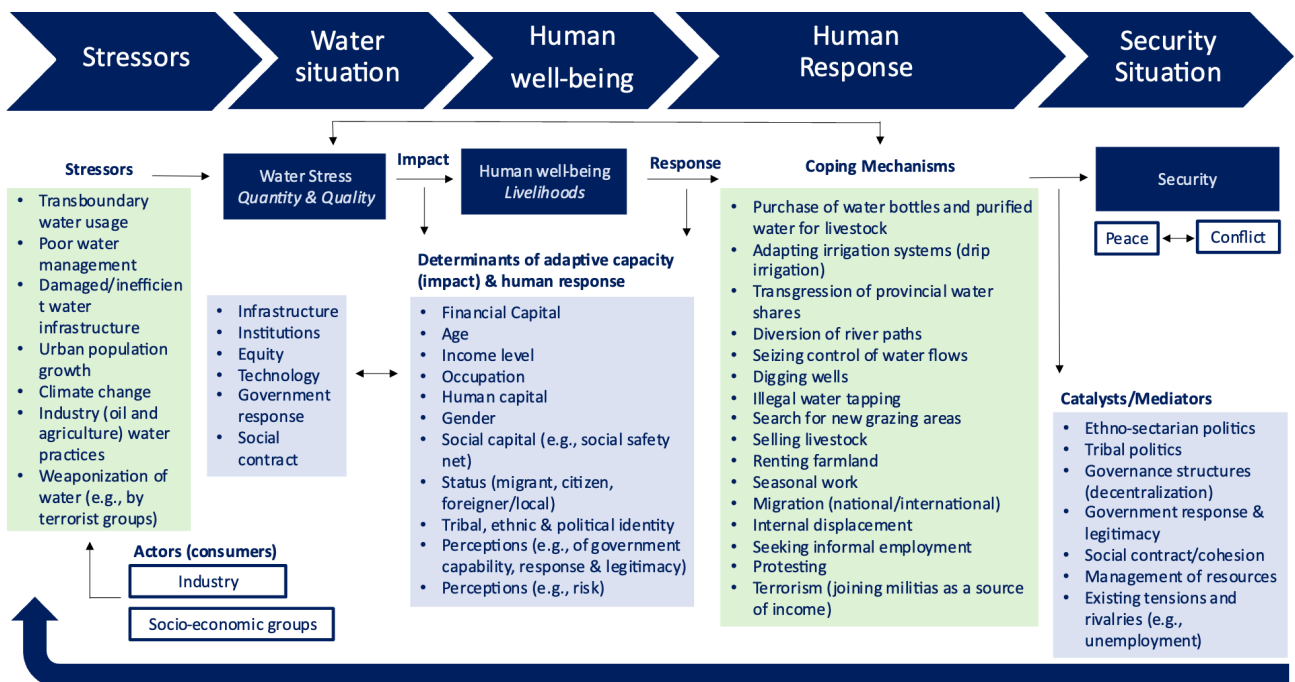 Stressors
Water
situation
Human
well-being
Human
Response
Security
Situation
Stressors
• Transboundary
water usage
• Poor water
management
• Damaged/inefficien
t water
infrastructure
• Urban population
growth
• Climate change
• Industry (oil and
agriculture) water
practices
• Weaponization of
water (e.g., by
terrorist groups)
Actors (consumers)
Industry
Socio-economic groups
Water Stress
Quantity & Quality
• Infrastructure
• Institutions
• Equity
• Technology
• Government
response
• Social
contract
Impact
Human well-being
Livelihoods
Response
Determinants of adaptive capacity
(impact) & human response
• Financial Capital
• Age
• Income level
• Occupation
• Human capital
• Gender
• Social capital (e.g., social safety
net)
• Status (migrant, citizen,
foreigner/local)
• Tribal, ethnic & political identity
• Perceptions (e.g., of government
capability, response & legitimacy)
• Perceptions (e.g., risk)
Coping Mechanisms
• Purchase of water bottles and purified
water for livestock
• Adapting irrigation systems (drip
irrigation)
• Transgression of provincial water
shares
• Diversion of river paths
• Seizing control of water flows
• Digging wells
• Illegal water tapping
• Search for new grazing areas
• Selling livestock
• Renting farmland
• Seasonal work
• Migration (national/international)
• Internal displacement
• Seeking informal employment
• Protesting
• Terrorism (joining militias as a source
of income)
Security
Peace
Conflict
Catalysts/Mediators
• Ethno-sectarian politics
• Tribal politics
• Governance structures
(decentralization)
• Government response &
legitimacy
• Social contract/cohesion
• Management of resources
• Existing tensions and
rivalries (e.g.,
unemployment)